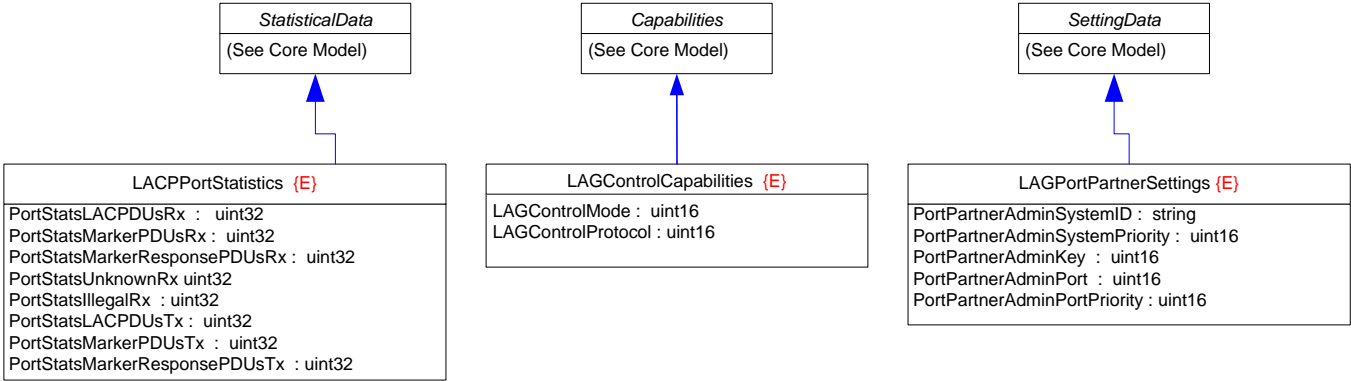 StatisticalData
(See Core Model)
LACPPortStatistics {E}
PortStatsLACPDUsRx : uint32
PortStatsMarkerPDUsRx : uint32
PortStatsMarkerResponsePDUsRx : uint32
PortStatsUnknownRx uint32
PortStatsIllegalRx : uint32
PortStatsLACPDUsTx : uint32
PortStatsMarkerPDUsTx : uint32
PortStatsMarkerResponsePDUsTx : uint32
Capabilities
(See Core Model)
LAGControlCapabilities {E}
LAGControlMode : uint16
LAGControlProtocol : uint16
SettingData
(See Core Model)
LAGPortPartnerSettings {E}
PortPartnerAdminSystemID : string
PortPartnerAdminSystemPriority : uint16
PortPartnerAdminKey : uint16
PortPartnerAdminPort : uint16
PortPartnerAdminPortPriority : uint16